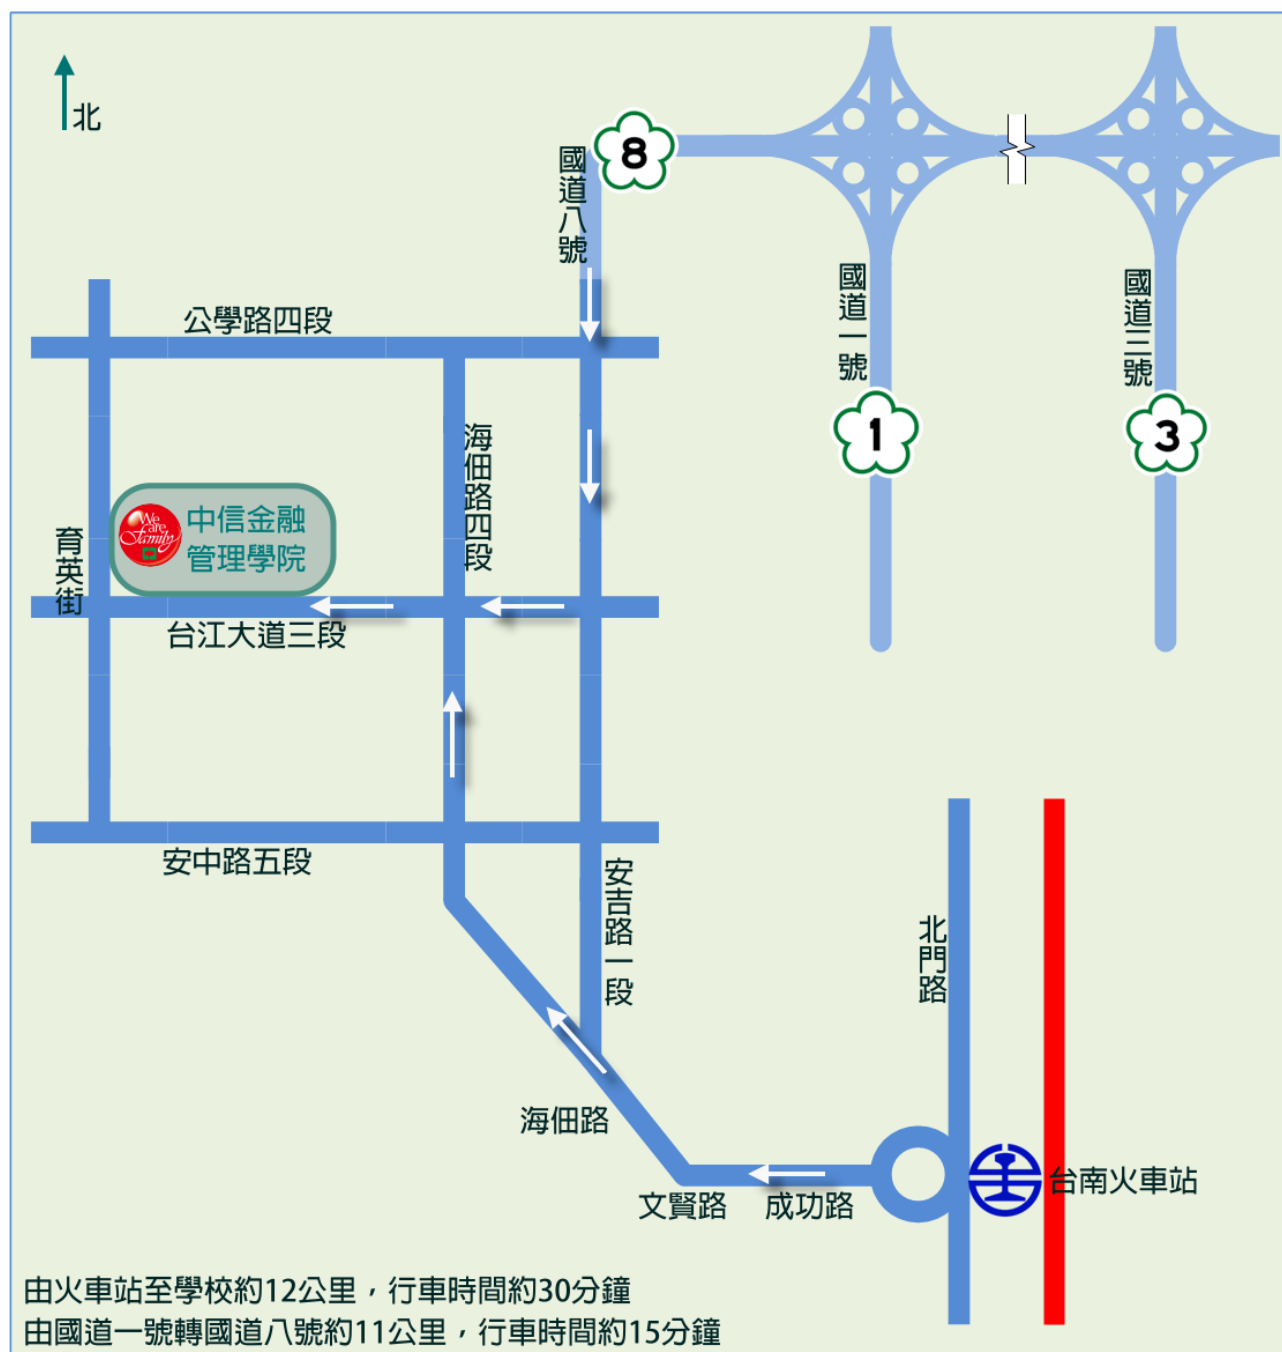 北
8
國道八號
國道一號
國道三號
公學路四段
1
3
海佃路四段
We
are
Family
中信金融
管理學院
育英街
台江大道三段
安中路五段
安吉路一段
北門路
海佃路
台南火車站
文賢路
成功路
由火車站至學校約12公里，行車時間約30分鐘
由國道一號轉國道八號約11公里，行車時間約15分鐘